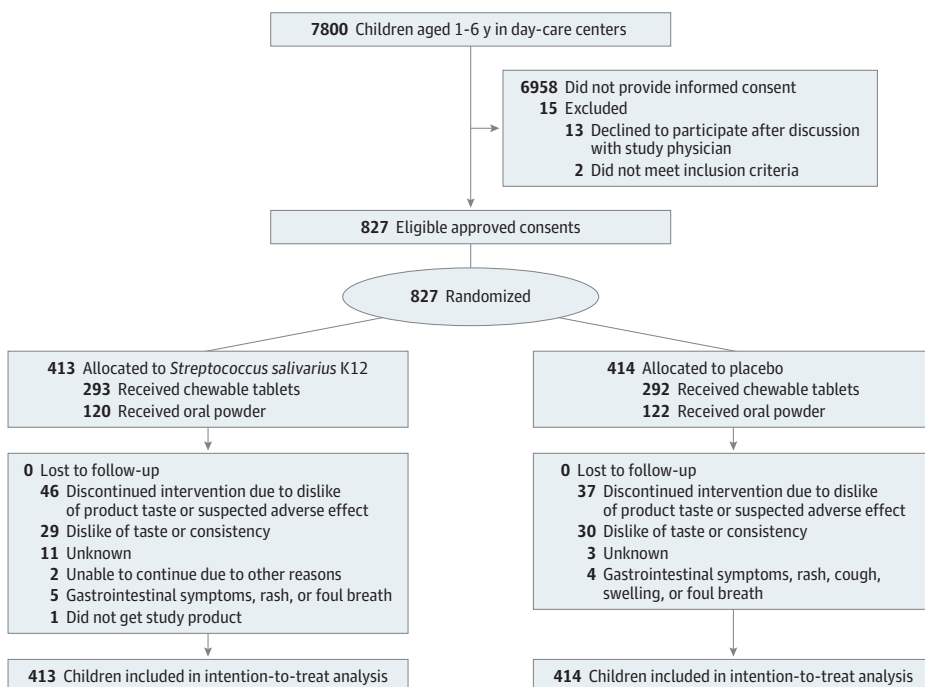 7800 Children aged 1-6 y in day-care centers
6958 Did not provide informed consent
15 Excluded
13 Declined to participate after discussion
with study physician
2 Did not meet inclusion criteria
827 Eligible approved consents
827 Randomized
413 Allocated to Streptococcus salivarius K12
293 Received chewable tablets
120 Received oral powder
414 Allocated to placebo
292 Received chewable tablets
122 Received oral powder
0 Lost to follow-up
46 Discontinued intervention due to dislike
of product taste or suspected adverse effect
29 Dislike of taste or consistency
11 Unknown
2 Unable to continue due to other reasons
5 Gastrointestinal symptoms, rash, or foul breath
1 Did not get study product
0 Lost to follow-up
37 Discontinued intervention due to dislike
of product taste or suspected adverse effect
30 Dislike of taste or consistency
3 Unknown
4 Gastrointestinal symptoms, rash, cough,
swelling, or foul breath
413 Children included in intention-to-treat analysis
414 Children included in intention-to-treat analysis